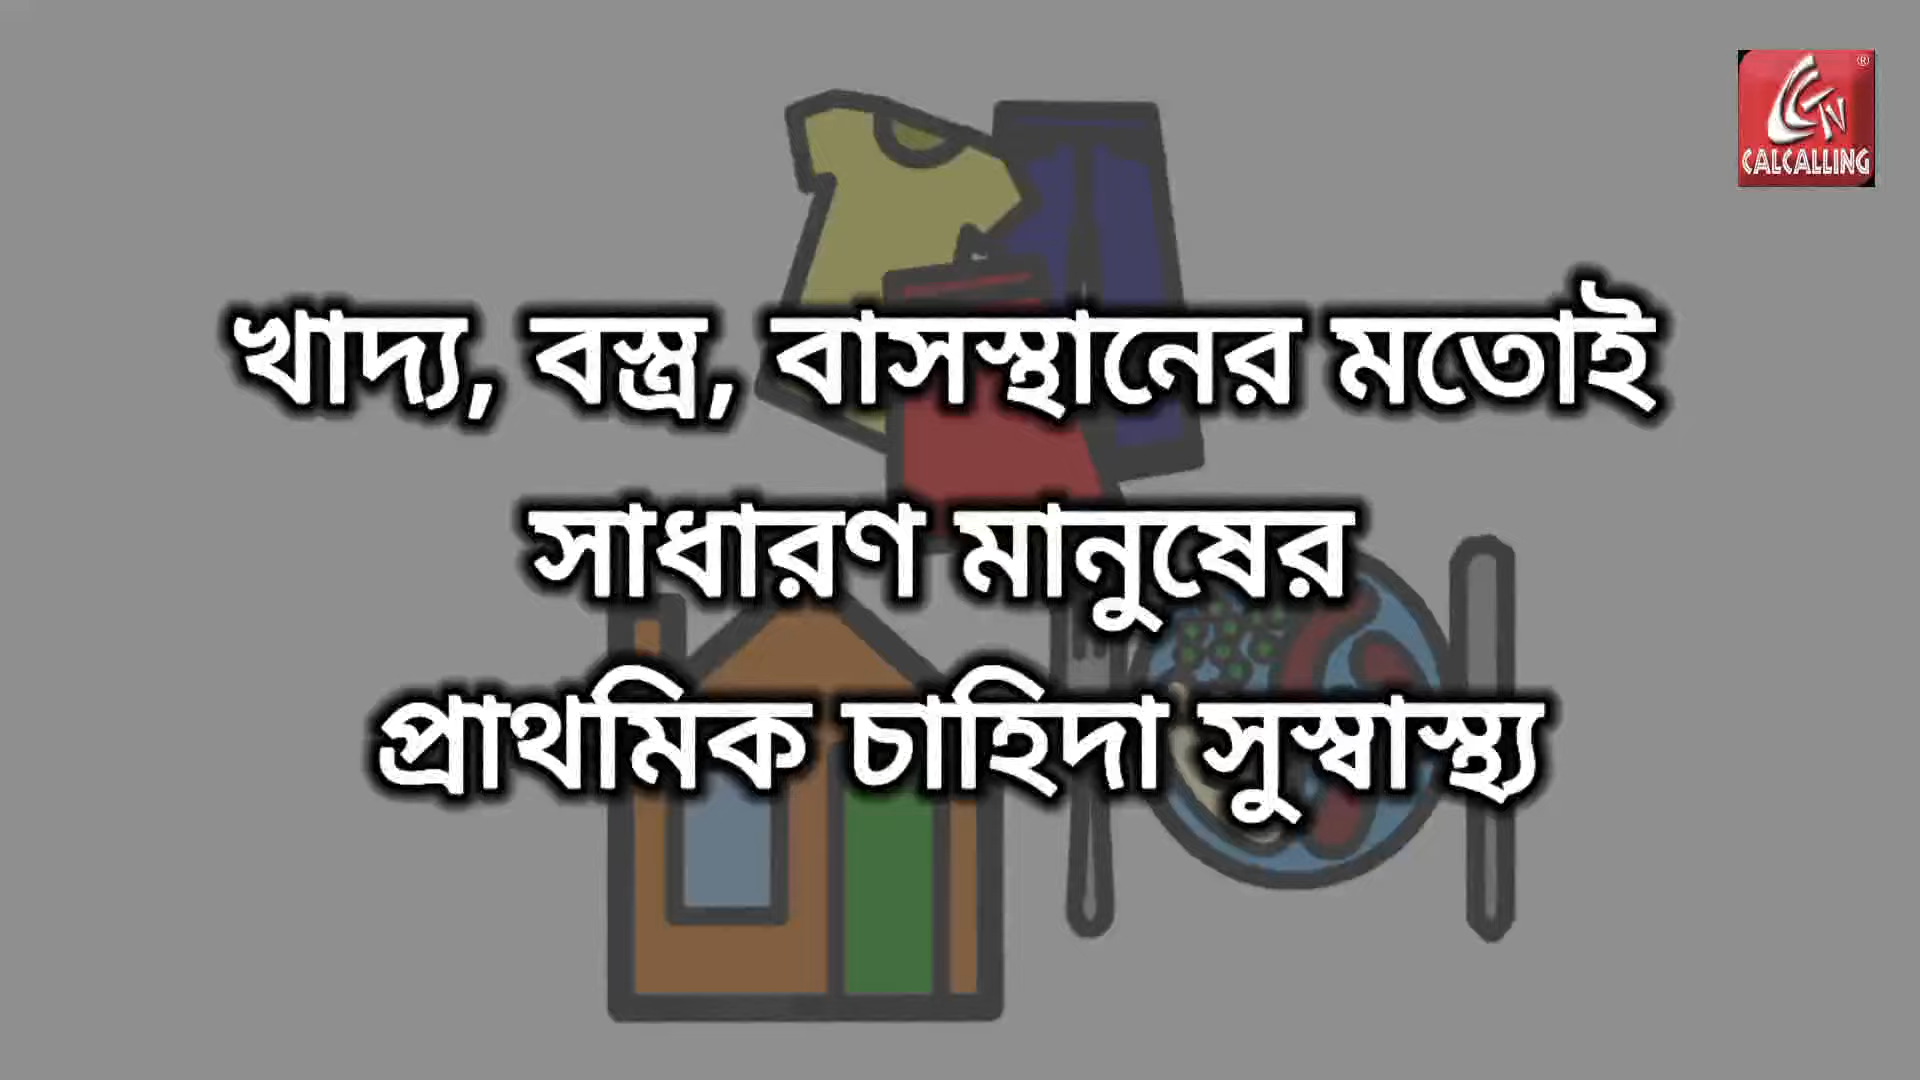 CALCALLING
খাদ্য, বস্ত্র, বাসস্থানের মতোই
সাধারণ মানুষের
প্রাথমিক চাহিদা সুস্বাস্থ্য